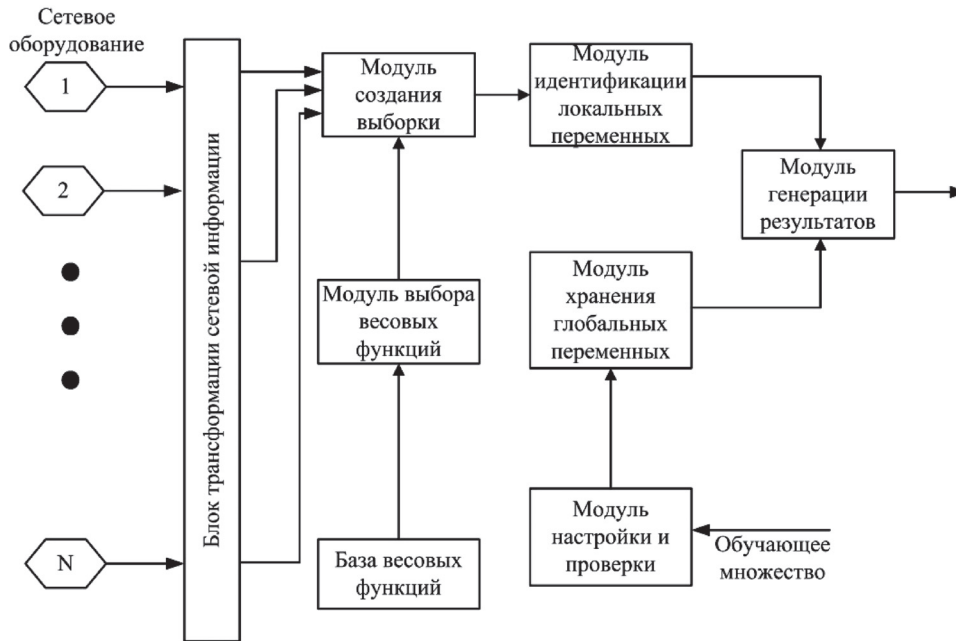 Сетевое
оборудование
1
2
N
Блок трансформации сетевой информации
Модуль
создания
выборки
Модуль выбора
весовых
функций
База весовых
функций
Модуль
идентификации
локальных
переменных
Модуль
хранения
глобальных
переменных
Модуль
настройки и
проверки
Обучающее
множество
Модуль
генерации
результатов